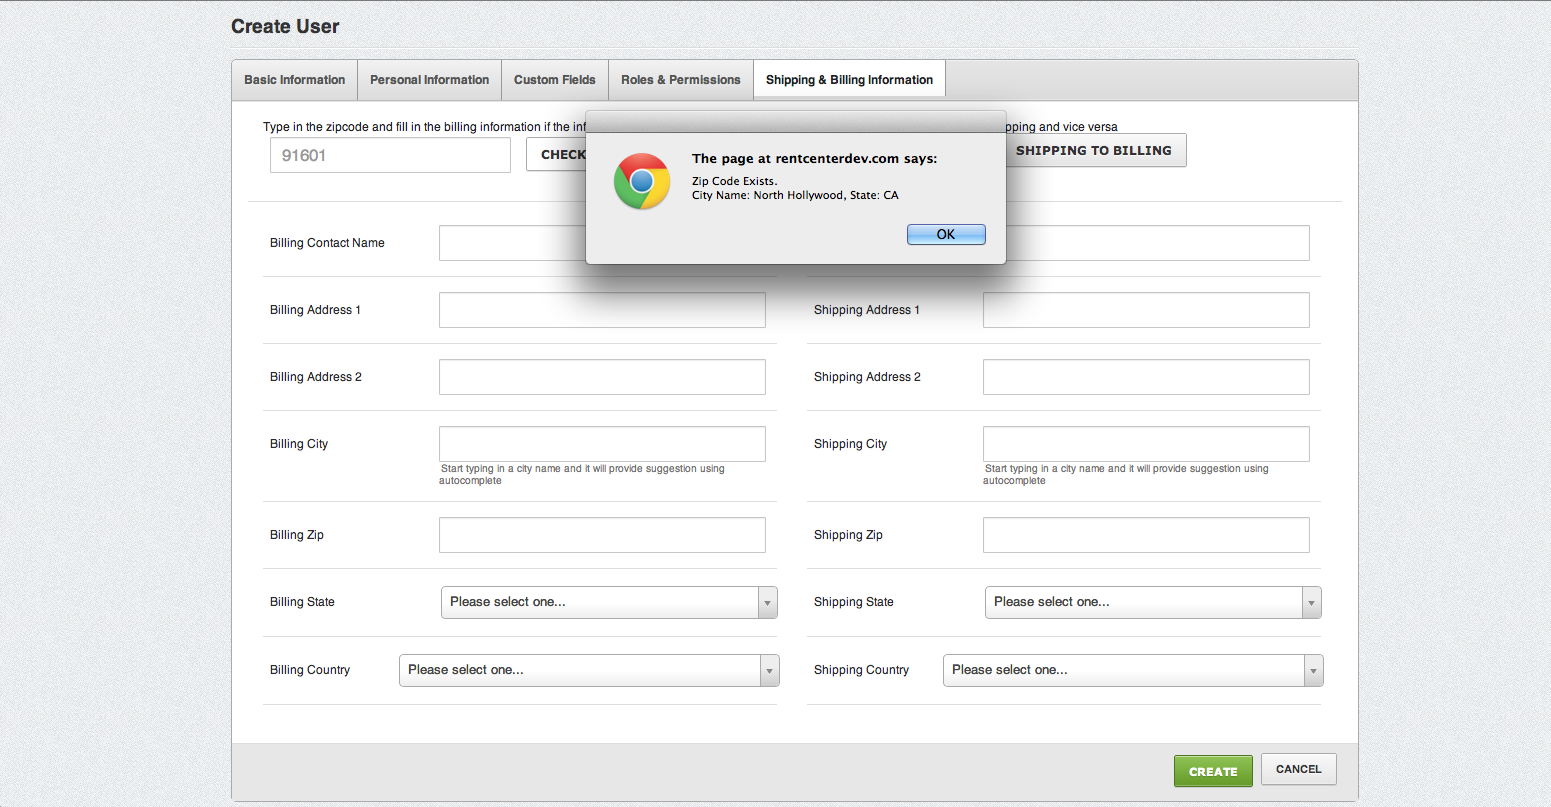 Create User
Basic Information Personal Information Custom Fields Roles & Permissions Shipping & Billing Information
Type in the zipcode and fill in the billing information if the
pping and vice versa
91601
CHECK
SHIPPING TO BILLING
The page at rentcenterdev.com says:
Zip Code Exists.
City Name: North Hollywood, State: CA
OK
Billing Contact Name
Billing Address 1
Shipping Address 1
Billing Address 2
Shipping Address 2
Billing City
Shipping City
Start typing in a city name and it will provide suggestion using
autocomplete
Start typing in a city name and it will provide suggestion using
autocomplete
Billing Zip
Shipping Zip
Billing State
Please select one...
Shipping State
Please select one...
Billing Country
Please select one...
Shipping Country
Please select one...
CREATE
CANCEL